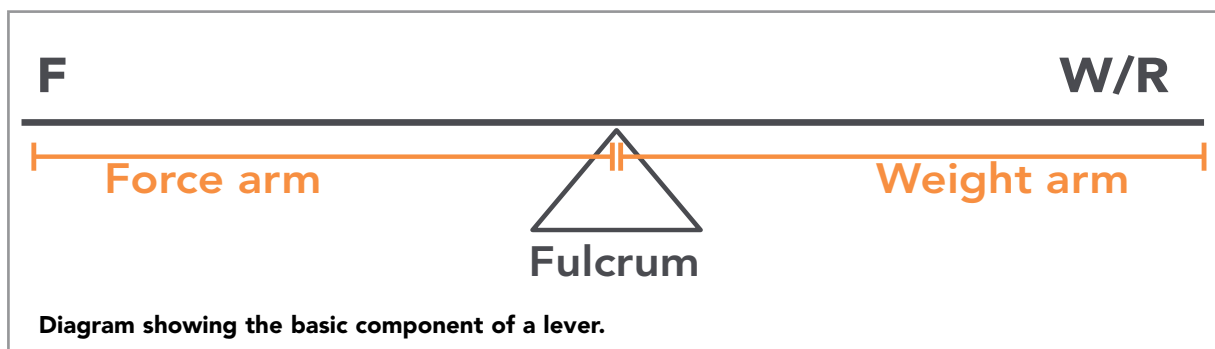 F W/R
Force arm Weight arm
Fulcrum
Diagram showing the basic component of a lever.